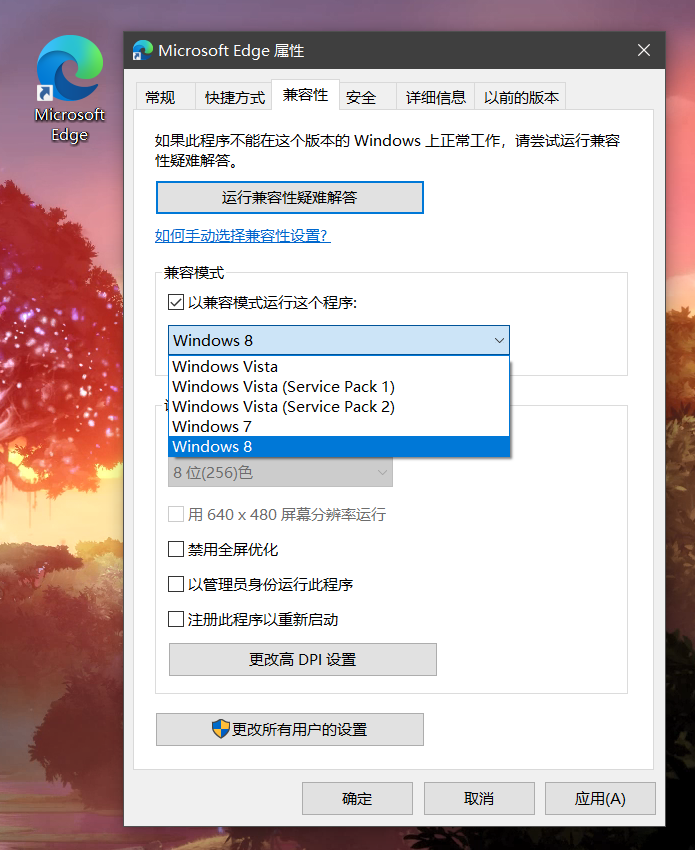 Microsoft Edge 属性
Microsoft
Edge
常规 快捷方式 兼容性 安全 详细信息 以前的版本
如果此程序不能在这个版本的 Windows 上正常工作，请尝试运行兼容
性疑难解答。
运行兼容性疑难解答
如何手动选择兼容性设置?
兼容模式
以兼容模式运行这个程序:
Windows 8
Windows Vista
Windows Vista (Service Pack 1)
Windows Vista (Service Pack 2)
Windows 7
Windows 8
8 位(256)色
用 640 x 480 屏幕分辨率运行
禁用全屏优化
以管理员身份运行此程序
注册此程序以重新启动
更改高 DPI 设置
更改所有用户的设置
确定 取消 应用(A)